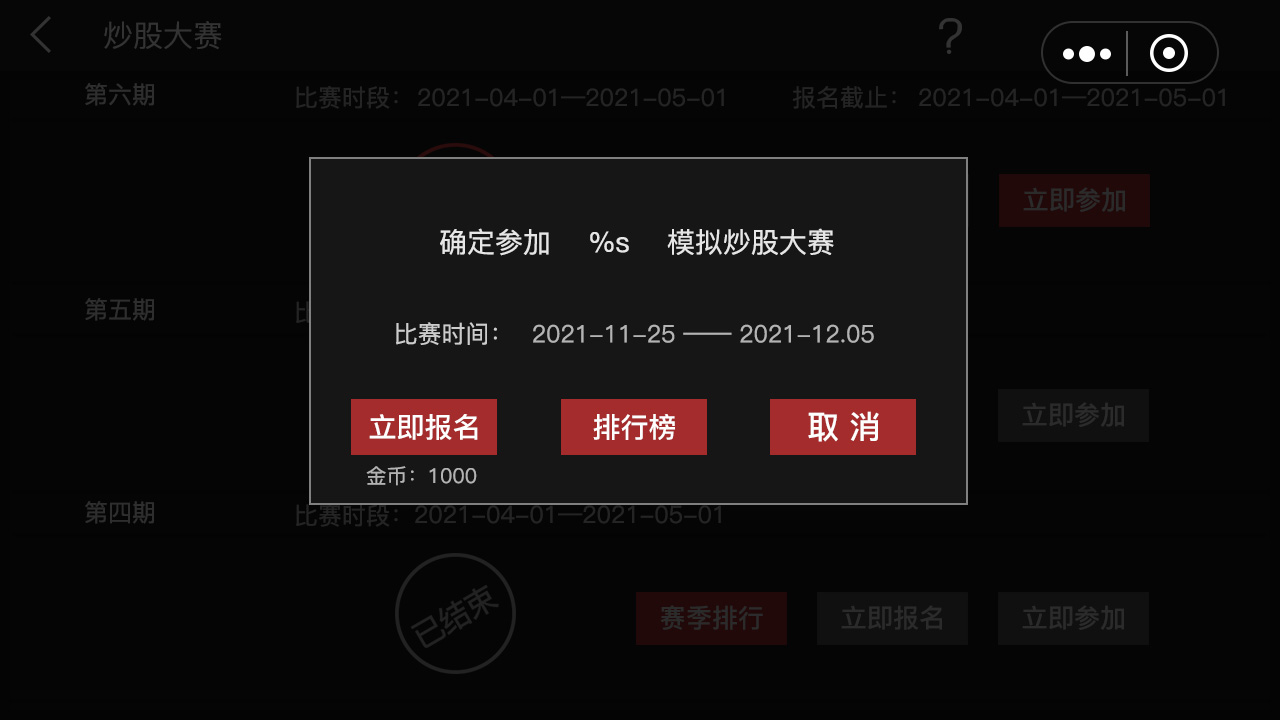 炒股大赛 ?
第六期 比赛时段： 2021-04-01—2021-05-01 报名截止： 2021-04-01—2021-05-01
立即参加
确定参加 %s 模拟炒股大赛
第五期 比
比赛时间： 2021-11-25 —— 2021-12.05
立即参加
立即报名 排行榜 取 消
金币：1000
第四期 比赛时段：2021-04-01—2021-05-01
已结束 赛季排行 立即报名 立即参加